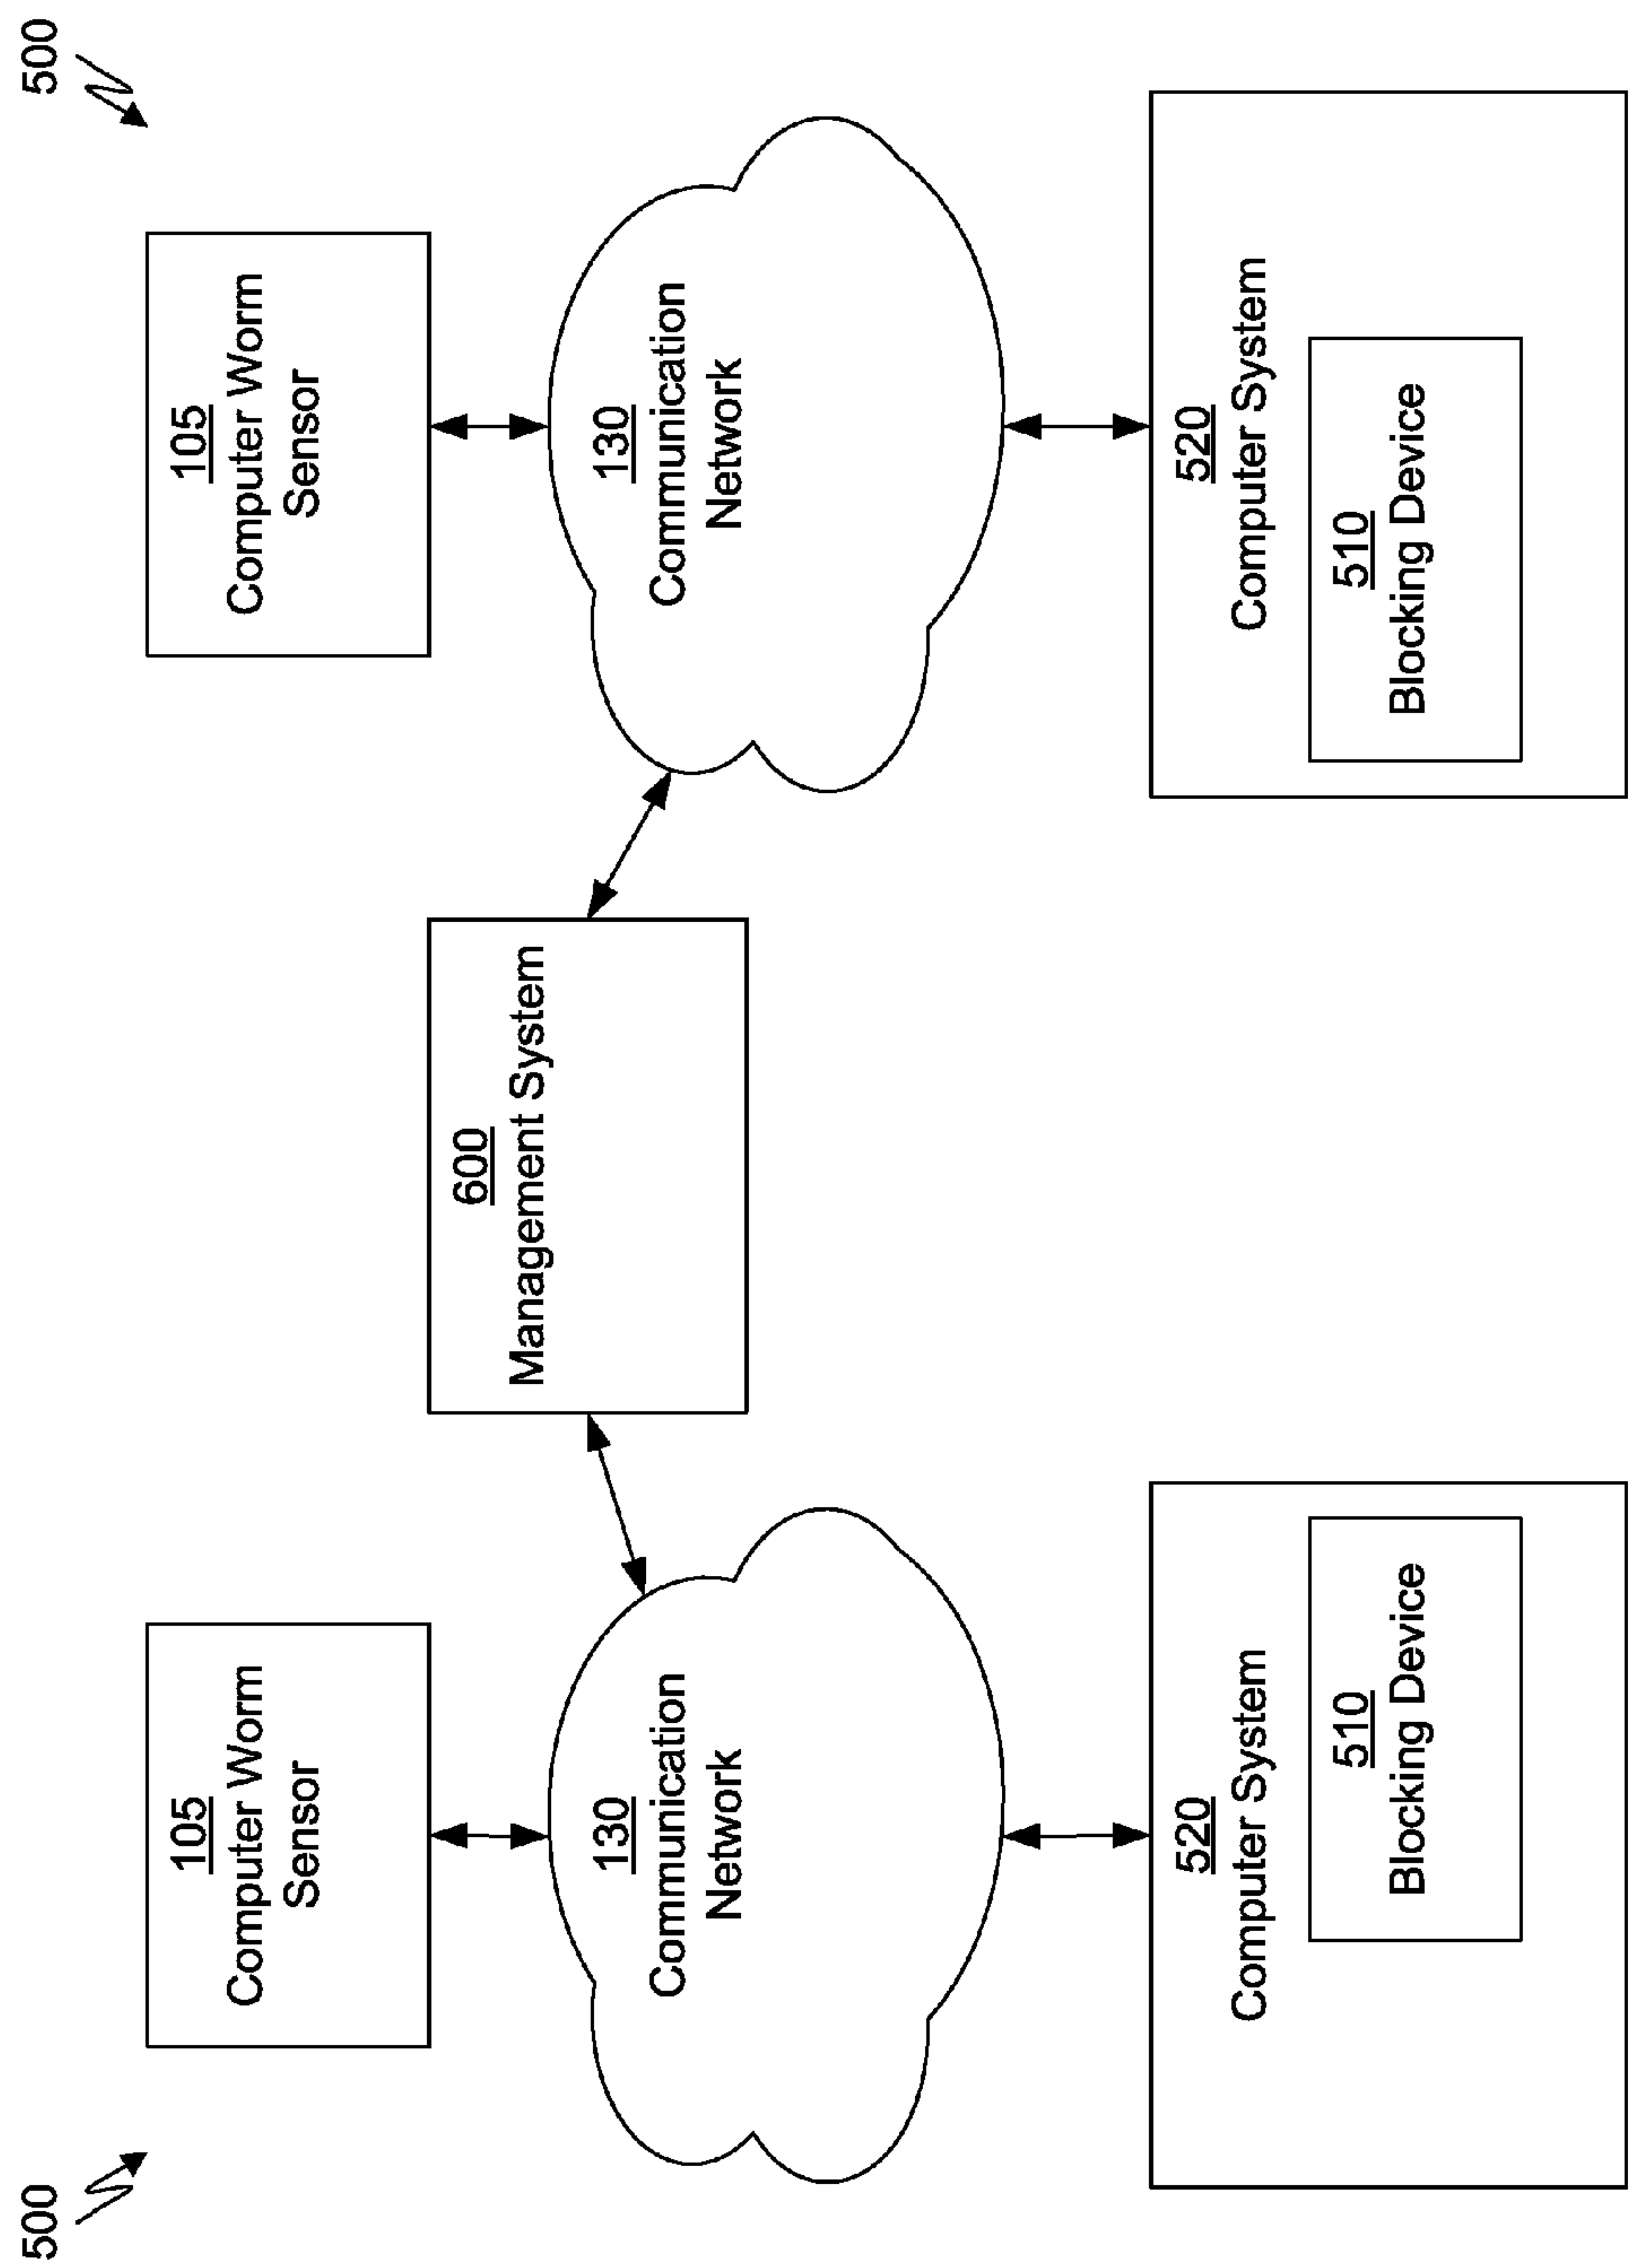 500
500
105
Computer Worm
Sensor
105
Computer Worm
Sensor
600
Management System
130
Communication
Network
130
Communication
Network
520
Computer System
510
Blocking Device
520
Computer System
510
Blocking Device